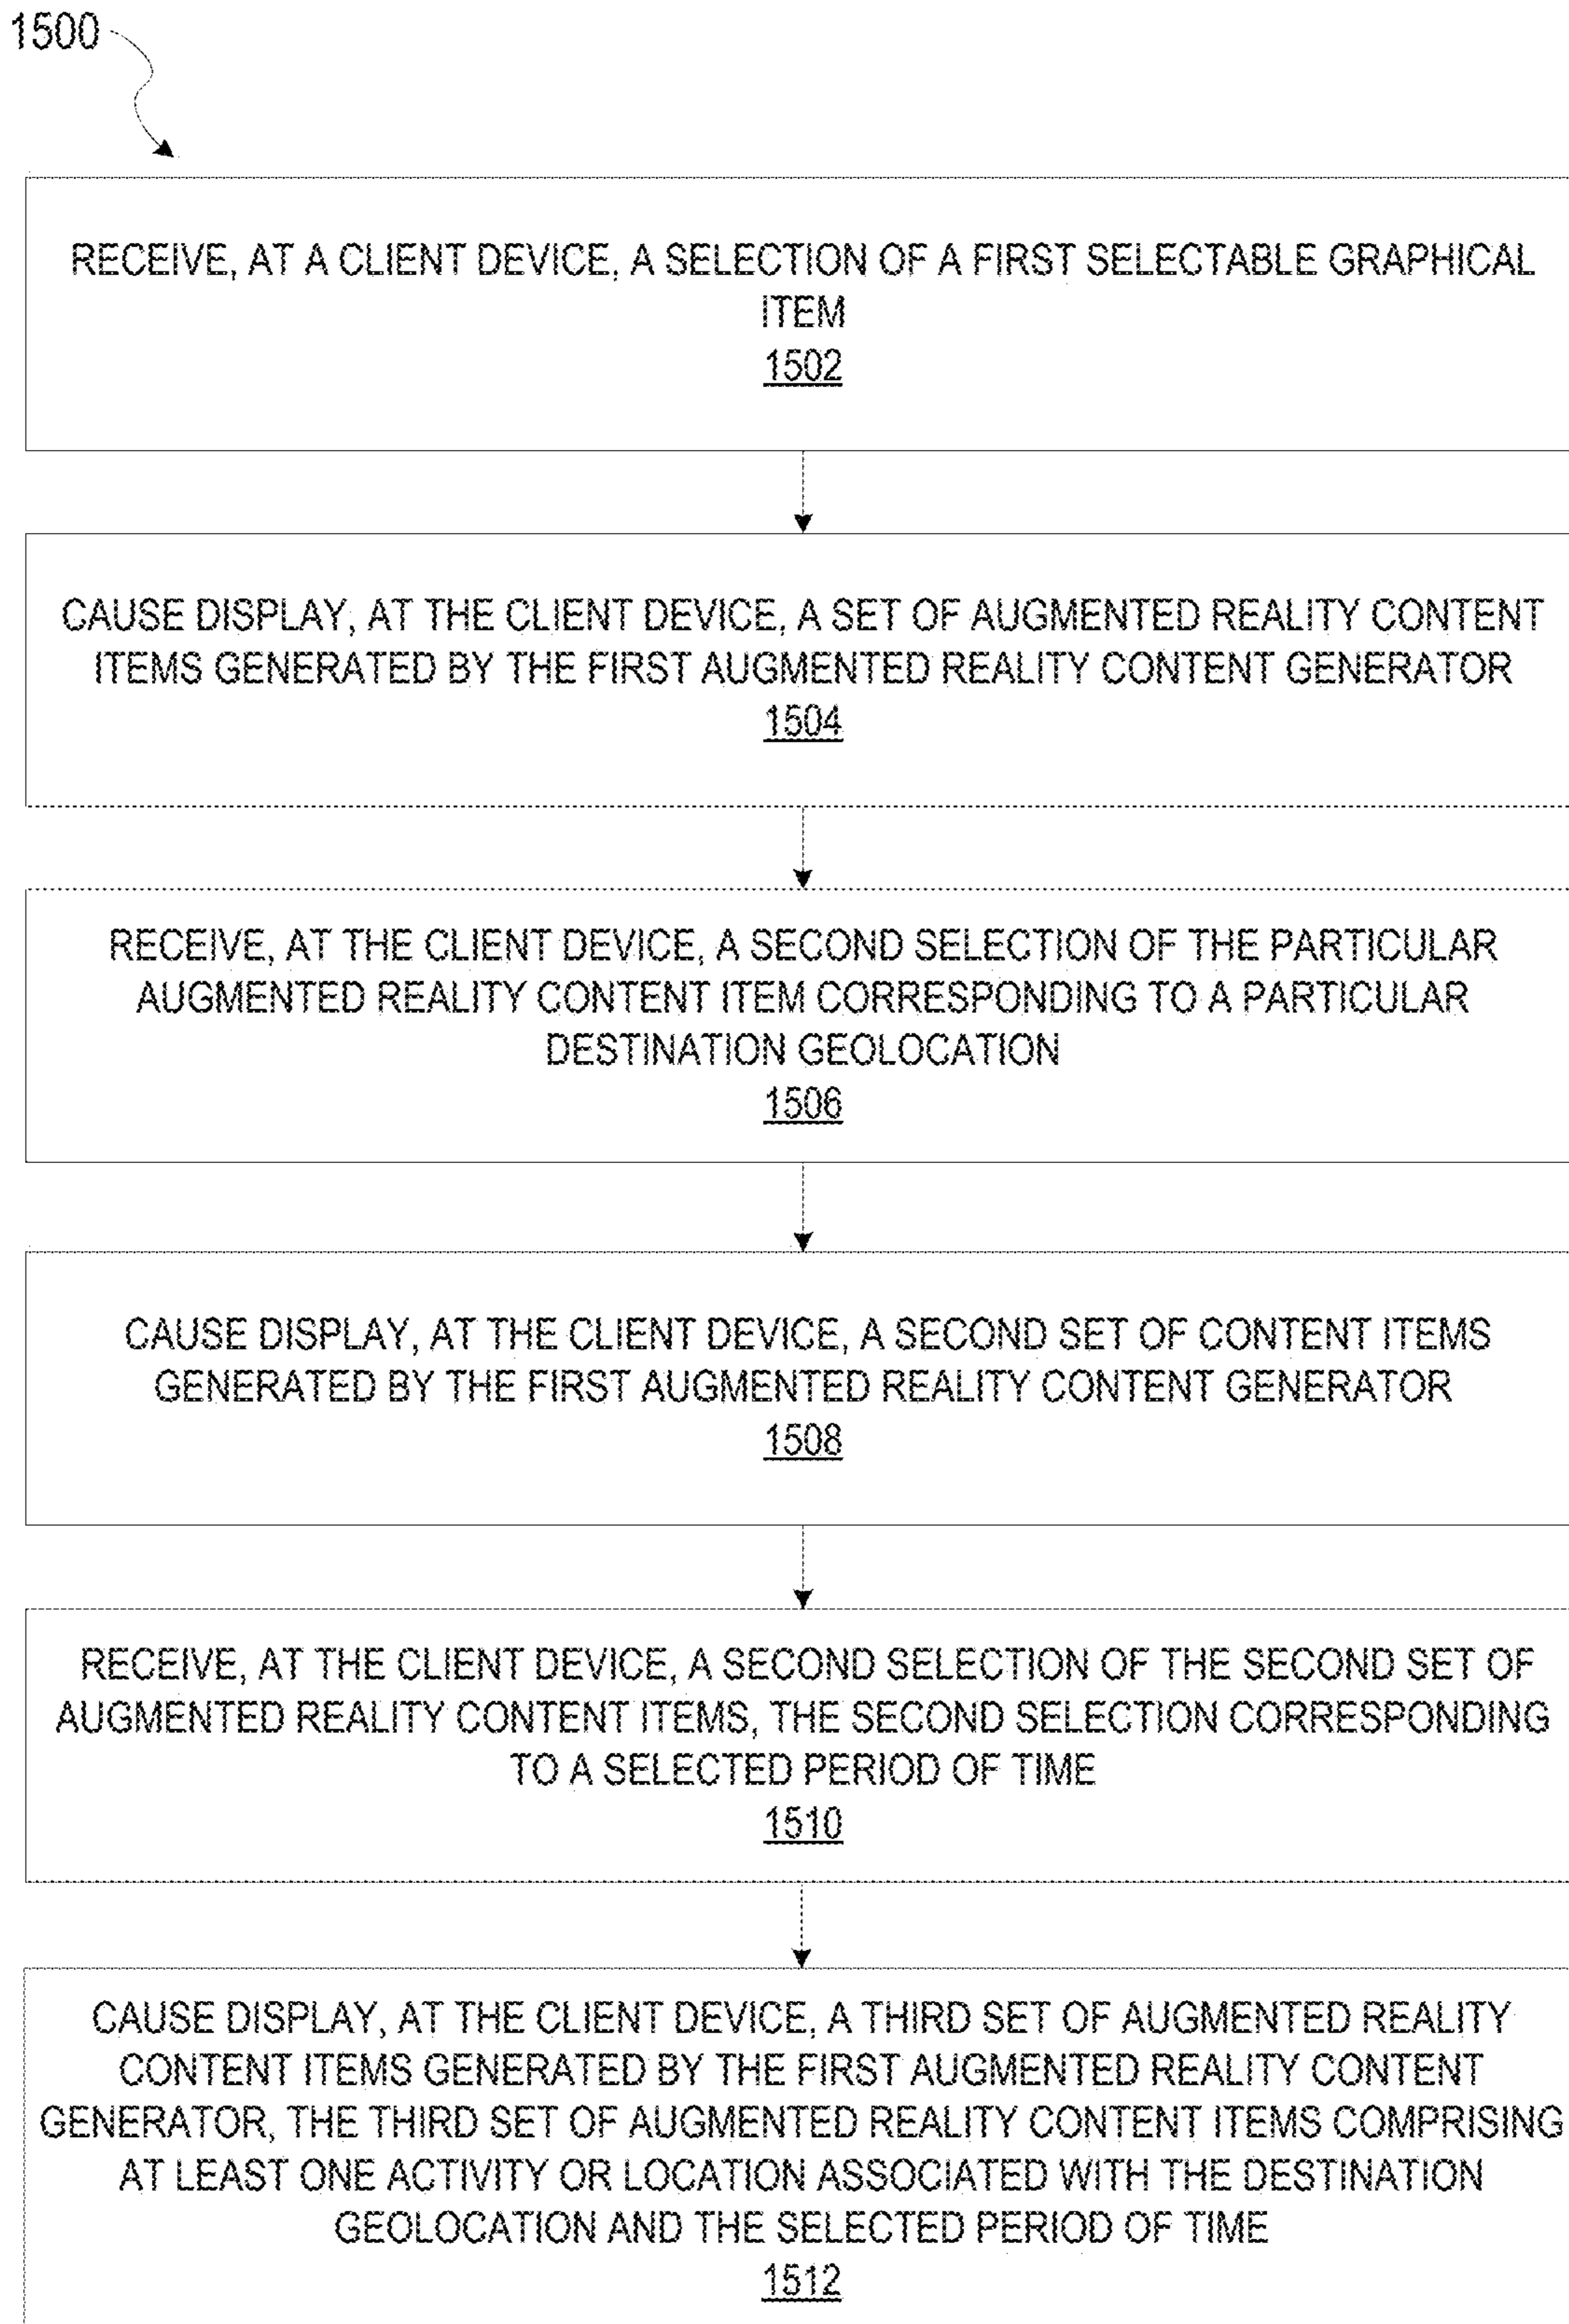 1500
RECEIVE, AT A CLIENT DEVICE, A SELECTION OF A FIRST SELECTABLE GRAPHICAL
ITEM
1502
CAUSE DISPLAY, AT THE CLIENT DEVICE, A SET OF AUGMENTED REALITY CONTENT
ITEMS GENERATED BY THE FIRST AUGMENTED REALITY CONTENT GENERATOR
1504
RECEIVE, AT THE CLIENT DEVICE, A SECOND SELECTION OF THE PARTICULAR
AUGMENTED REALITY CONTENT ITEM CORRESPONDING TO A PARTICULAR
DESTINATION GEOLOCATION
1506
CAUSE DISPLAY, AT THE CLIENT DEVICE, A SECOND SET OF CONTENT ITEMS
GENERATED BY THE FIRST AUGMENTED REALITY CONTENT GENERATOR
1508
RECEIVE, AT THE CLIENT DEVICE, A SECOND SELECTION OF THE SECOND SET OF
AUGMENTED REALITY CONTENT ITEMS, THE SECOND SELECTION CORRESPONDING
TO A SELECTED PERIOD OF TIME
1510
CAUSE DISPLAY, AT THE CLIENT DEVICE, A THIRD SET OF AUGMENTED REALITY
CONTENT ITEMS GENERATED BY THE FIRST AUGMENTED REALITY CONTENT
GENERATOR, THE THIRD SET OF AUGMENTED REALITY CONTENT ITEMS COMPRISING
AT LEAST ONE ACTIVITY OR LOCATION ASSOCIATED WITH THE DESTINATION
GEOLOCATION AND THE SELECTED PERIOD OF TIME
1512